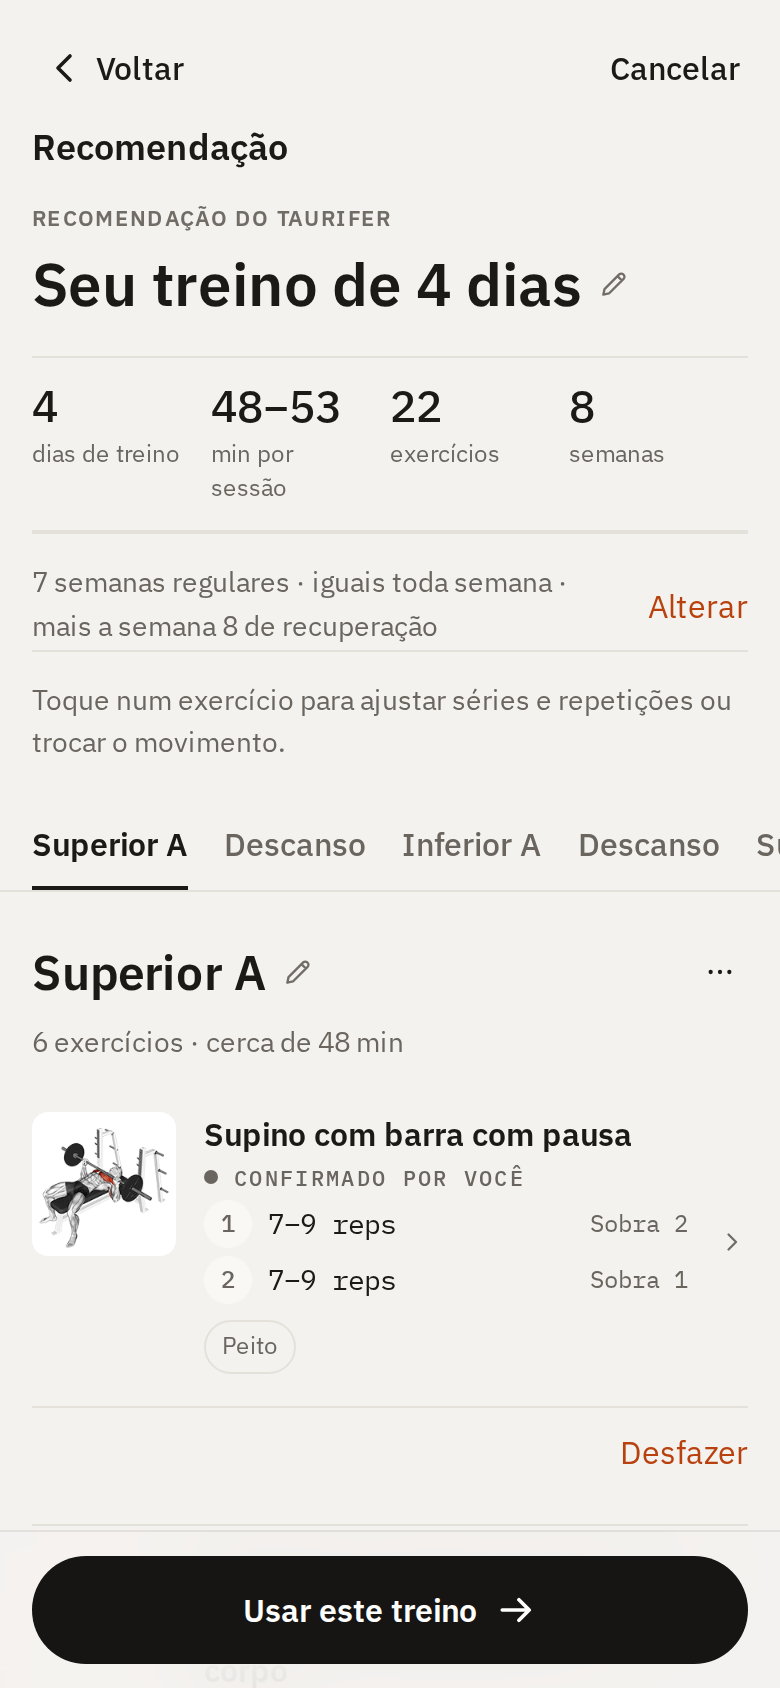 Voltar
Cancelar
Recomendação
RECOMENDAÇÃO DO TAURIFER
Seu treino de 4 dias
4
dias de treino
48–53
min por
sessão
22
exercícios
8
semanas
7 semanas regulares · iguais toda semana ·
mais a semana 8 de recuperação
Alterar
Toque num exercício para ajustar séries e repetições ou
trocar o movimento.
Superior A
Descanso
Inferior A
Descanso
Su
Superior A
...
6 exercícios · cerca de 48 min
Supino com barra com pausa
CONFIRMADO POR VOCÊ
1 7–9 reps Sobra 2
2 7–9 reps Sobra 1
Peito
Desfazer
Usar este treino
corpo